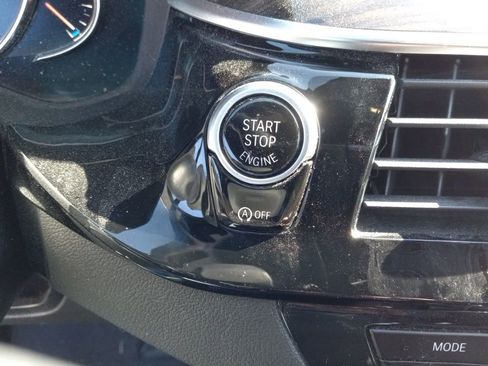 START
STOP
ENGINE
A OFF
MODE